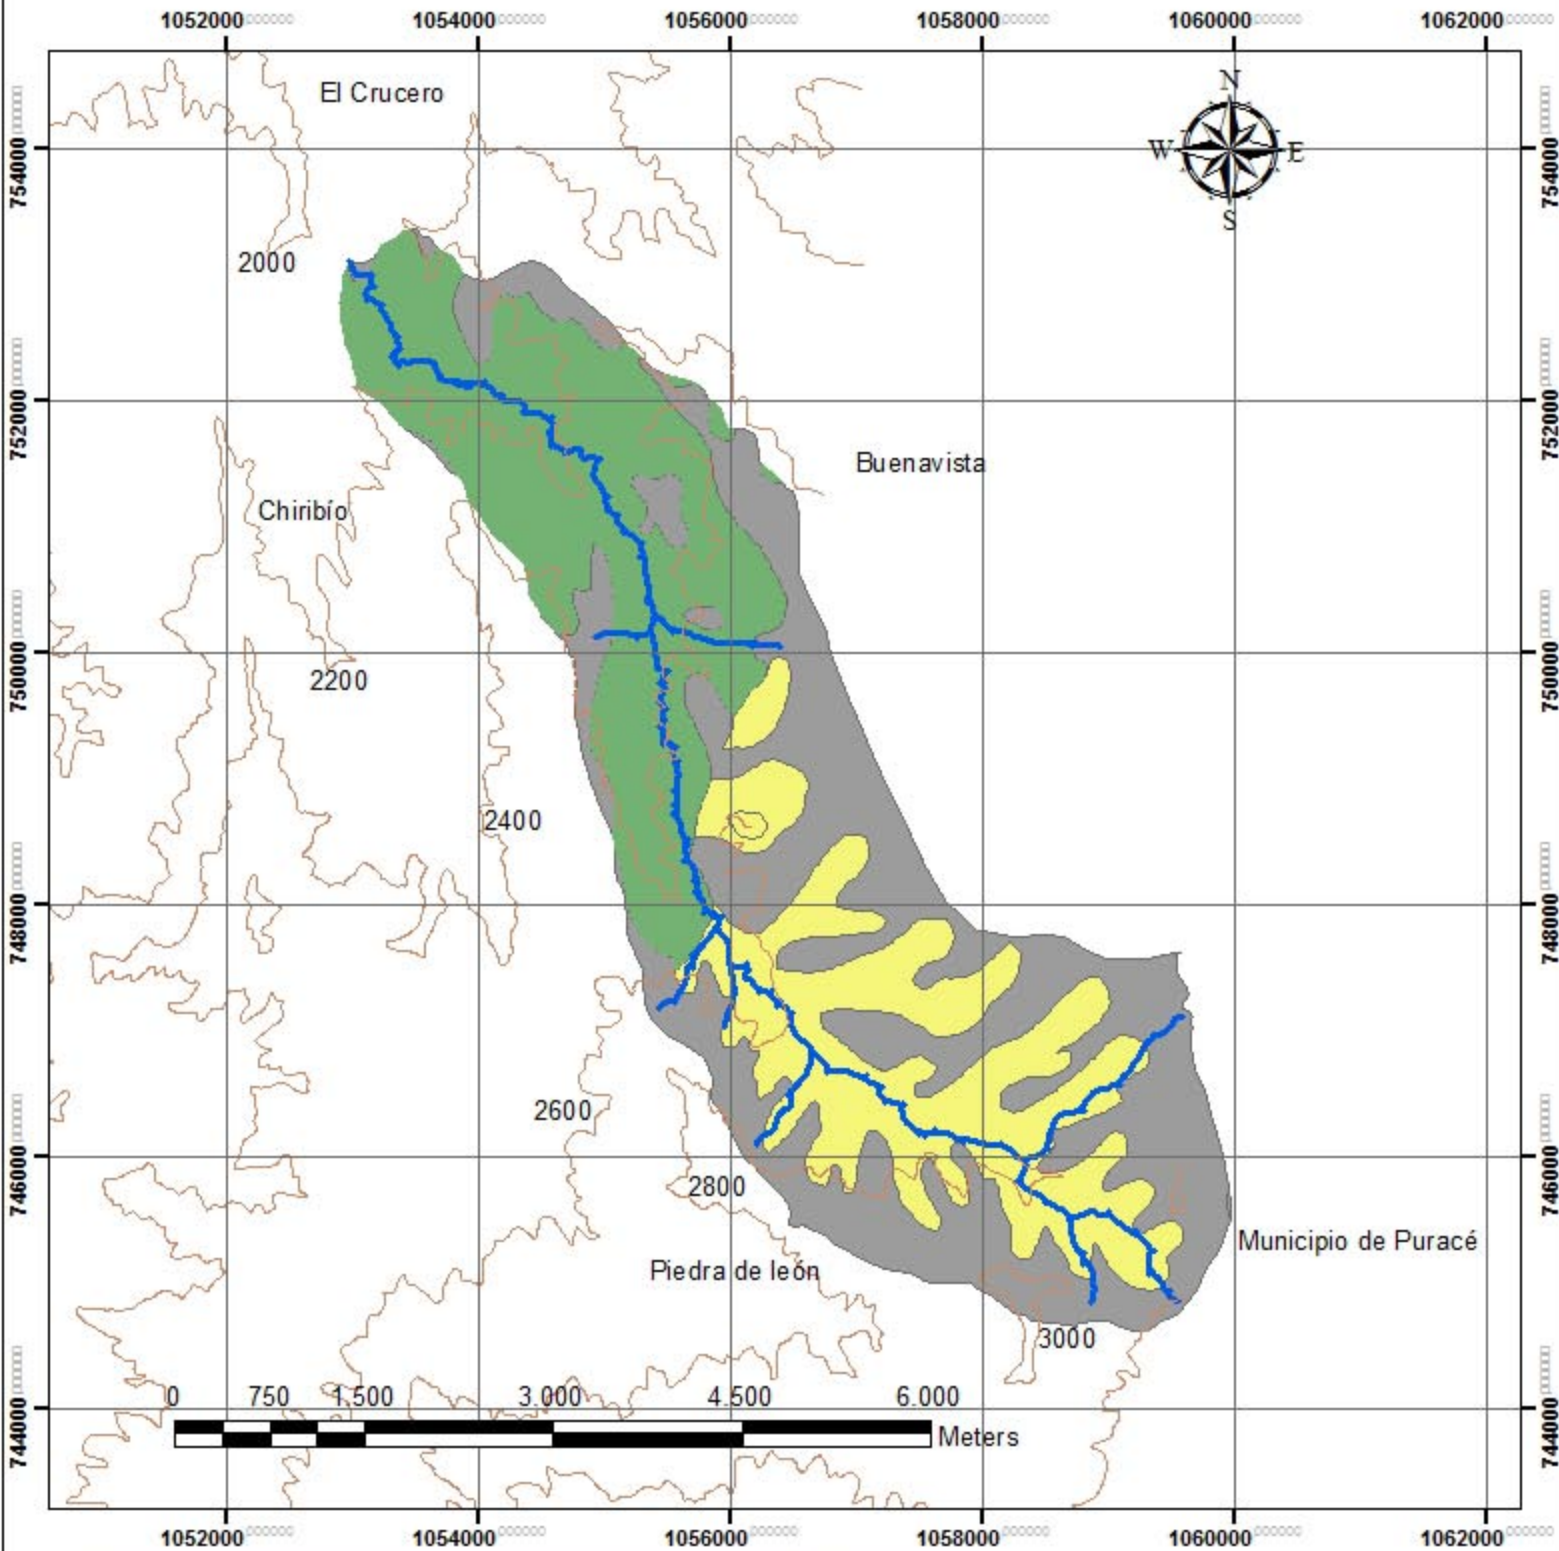 1052000 1054000 1056000 1058000 1060000 1062000
El Crucero
N
W E
S
754000 754000
2000
752000 752000
Buenavista
Chiribío
750000 750000
2200
2400
748000 748000
2600
746000 746000
2800
Municipio de Puracé
Piedra de león
3000
0 750 1.500 3.000 4.500 6.000
744000 744000
Meters
1052000 1054000 1056000 1058000 1060000 1062000